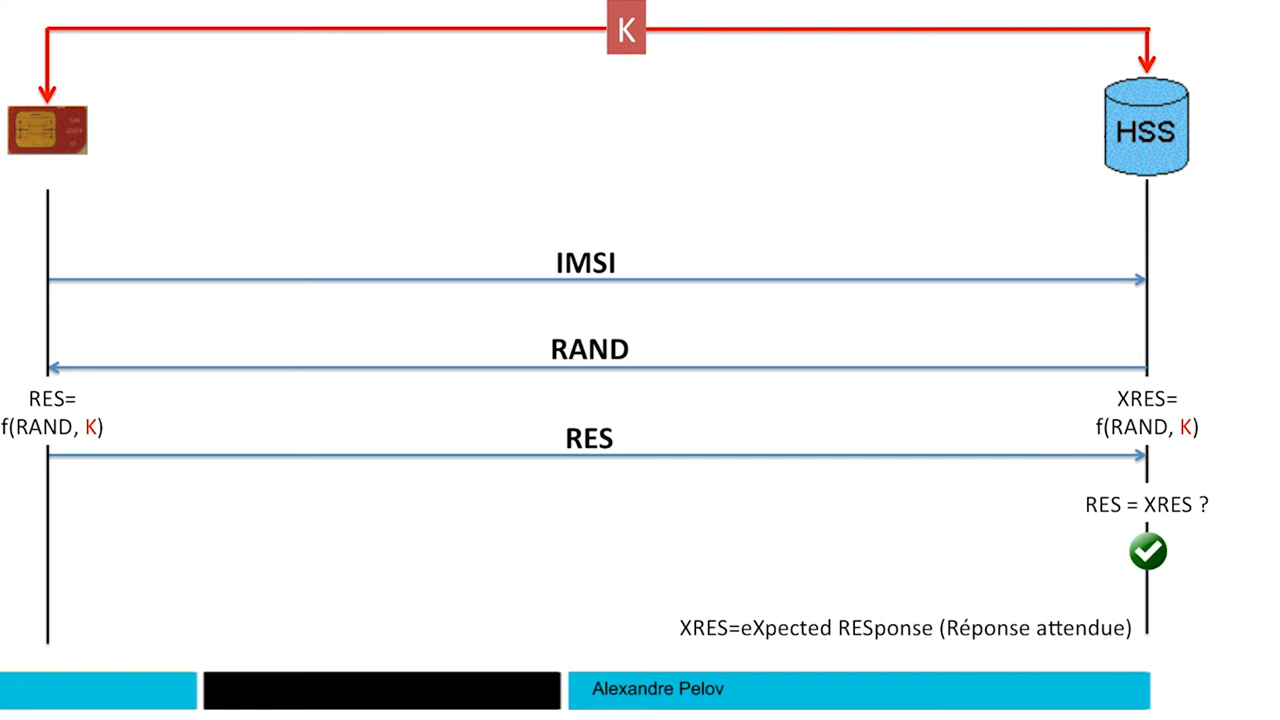 K
HSS
IMSI
RAND
RES=
f(RAND, K)
XRES=
f(RAND, K)
RES
RES = XRES ?
XRES=eXpected RESponse (Réponse attendue)
Alexandre Pelov